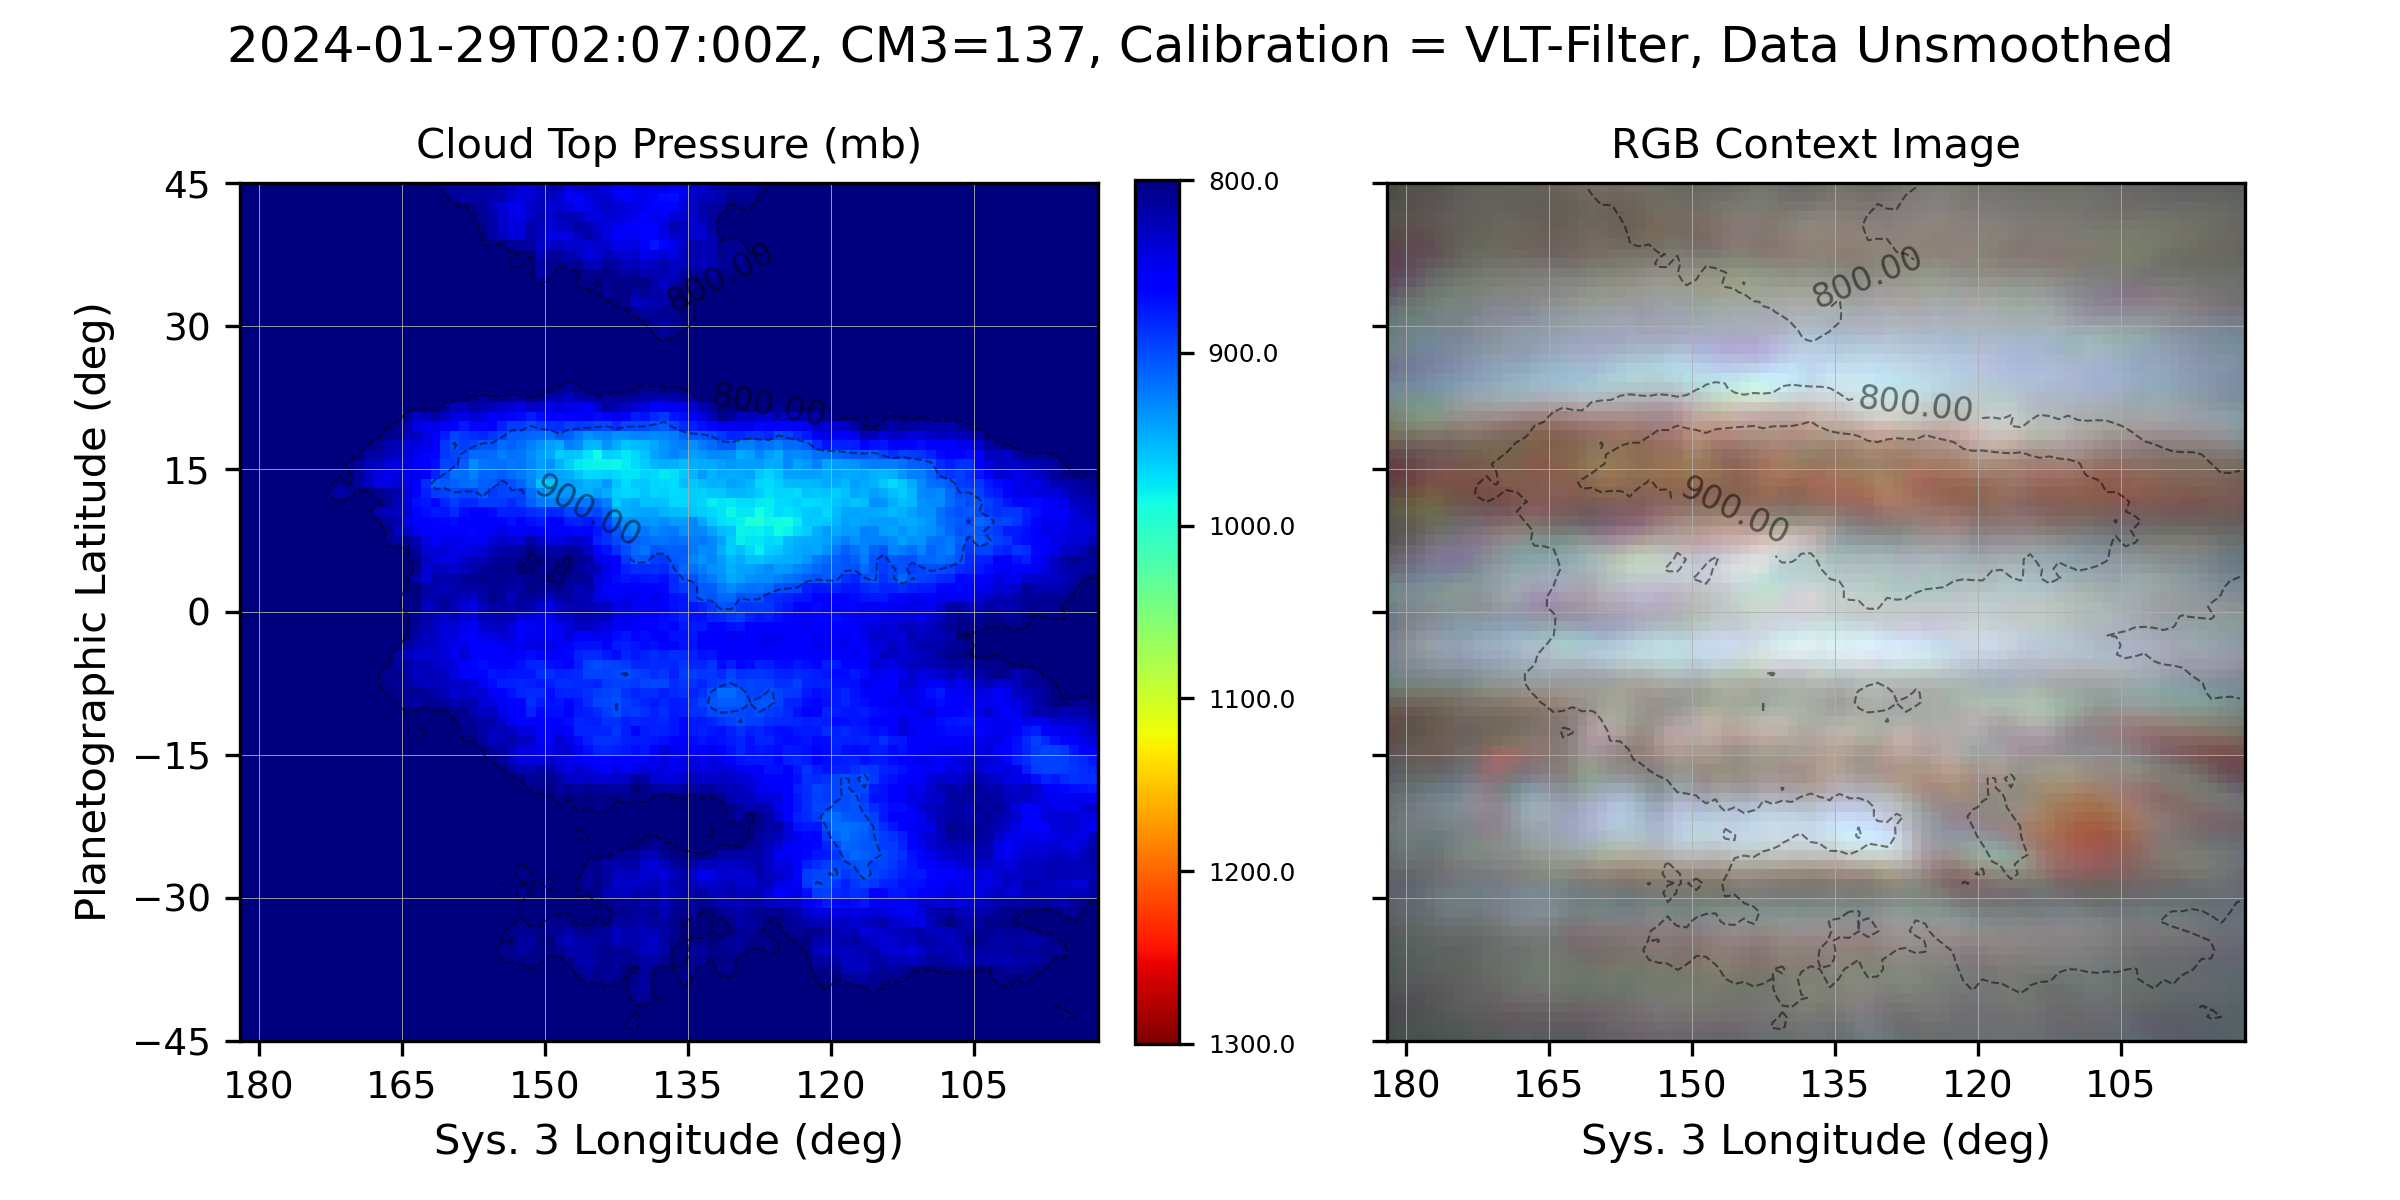 2024-01-29T02:07:00Z, CM3=137, Calibration = VLT-Filter, Data Unsmoothed
Cloud Top Pressure (mb)
RGB Context Image
Planetographic Latitude (deg)
45
30
15
0
−15
−30
−45
180 165 150 135 120 105
Sys. 3 Longitude (deg)
800.00
800.00
900.00
800.0
900.0
1000.0
1100.0
1200.0
1300.0
800.00
800.00
900.00
180 165 150 135 120 105
Sys. 3 Longitude (deg)